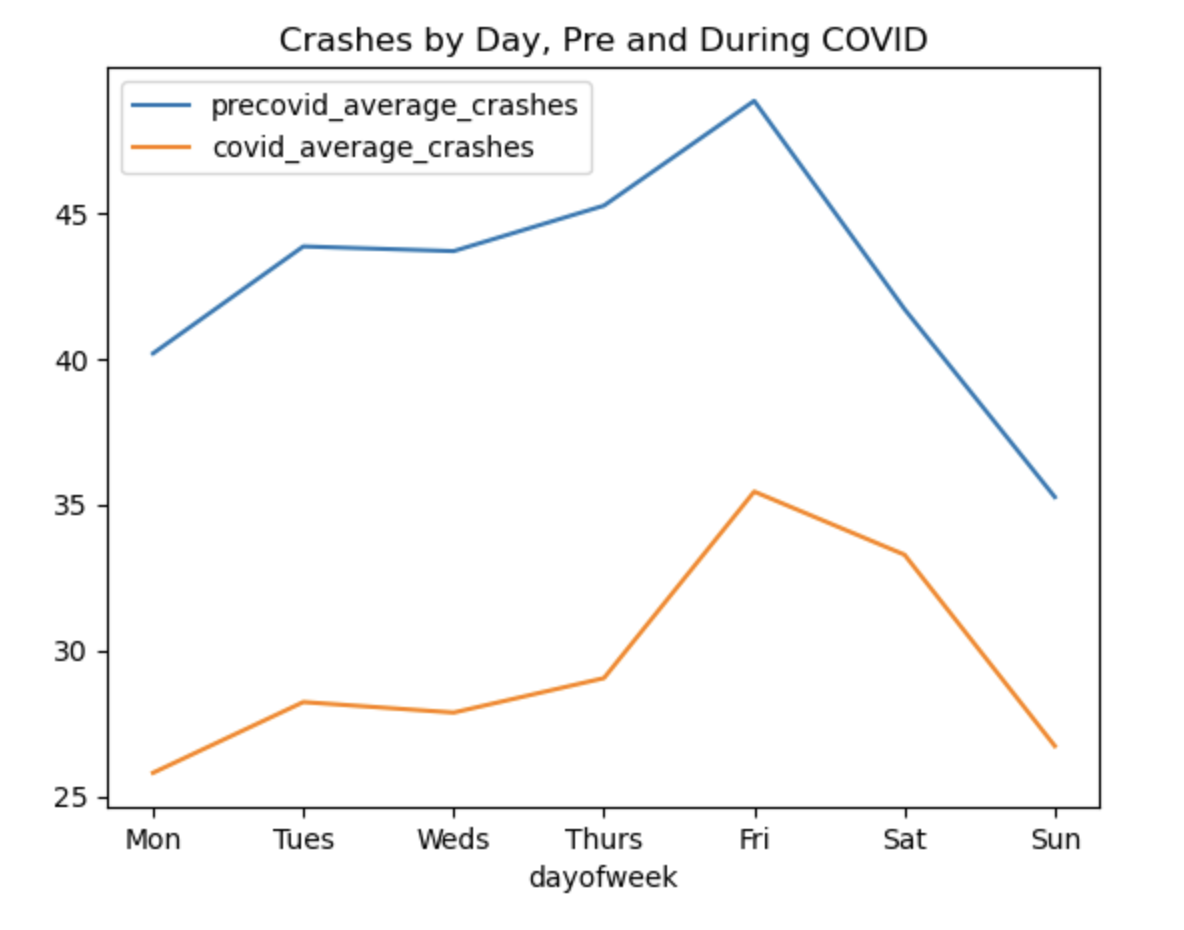 Crashes by Day, Pre and During COVID
precovid_average_crashes
covid_average_crashes
45
40
35
30
25
Mon Tues Weds Thurs Fri Sat Sun
dayofweek